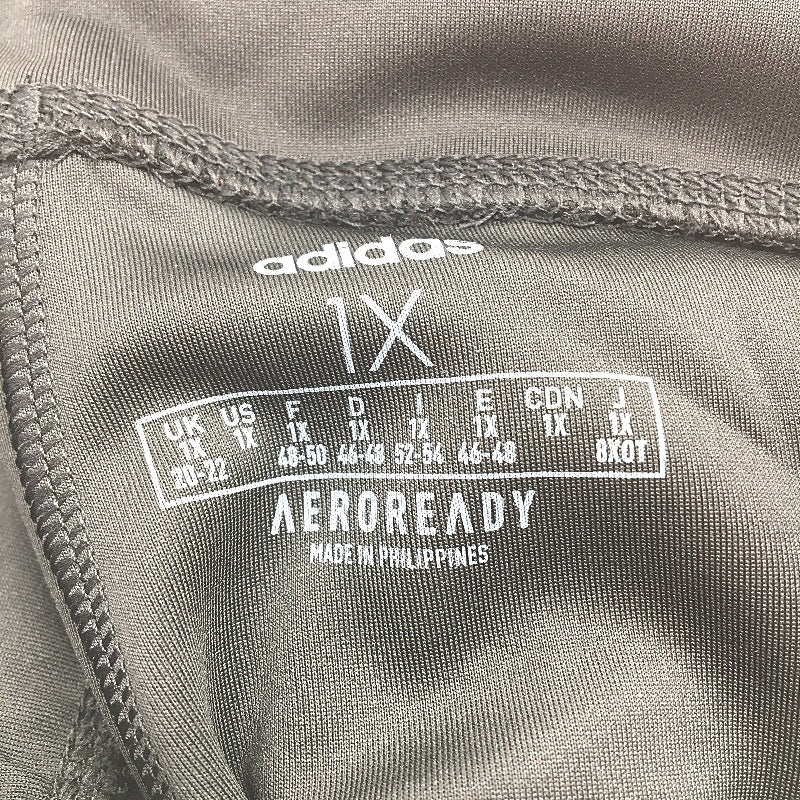 adidas
1X
UK US F D I E CDN J
1X 1X 1X 1X 1X 1X 1X 1X
20-22 48-50 46-48 52-54 46-48 8XOT
AEROREADY
MADE IN PHILIPPINES